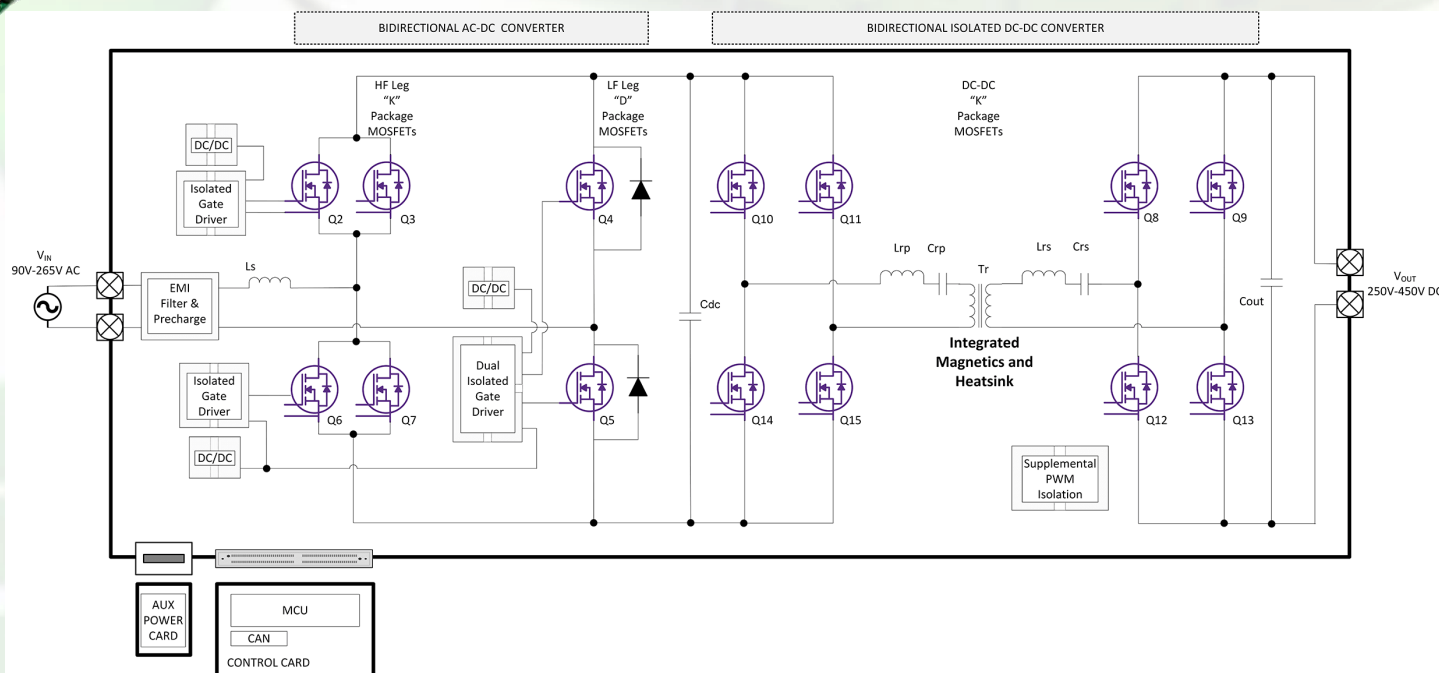 BIDIRECTIONAL AC-DC CONVERTER
BIDIRECTIONAL ISOLATED DC-DC CONVERTER
HF Leg
“K”
Package
MOSFETs
LF Leg
“D”
Package
MOSFETs
DC-DC
“K”
Package
MOSFETs
DC/DC
Isolated
Gate
Driver
Q2
Q3
Q4
Q10
Q11
Q8
Q9
VIN
90V-265V AC
EMI
Filter &
Precharge
Ls
DC/DC
Cdc
Lrp
Crp
Tr
Lrs
Crs
Cout
VOUT
250V-450V DC
Integrated
Magnetics and
Heatsink
Isolated
Gate
Driver
DC/DC
Q6
Q7
Dual
Isolated
Gate
Driver
Q5
Q14
Q15
Q12
Q13
Supplemental
PWM
Isolation
AUX
POWER
CARD
MCU
CAN
CONTROL CARD